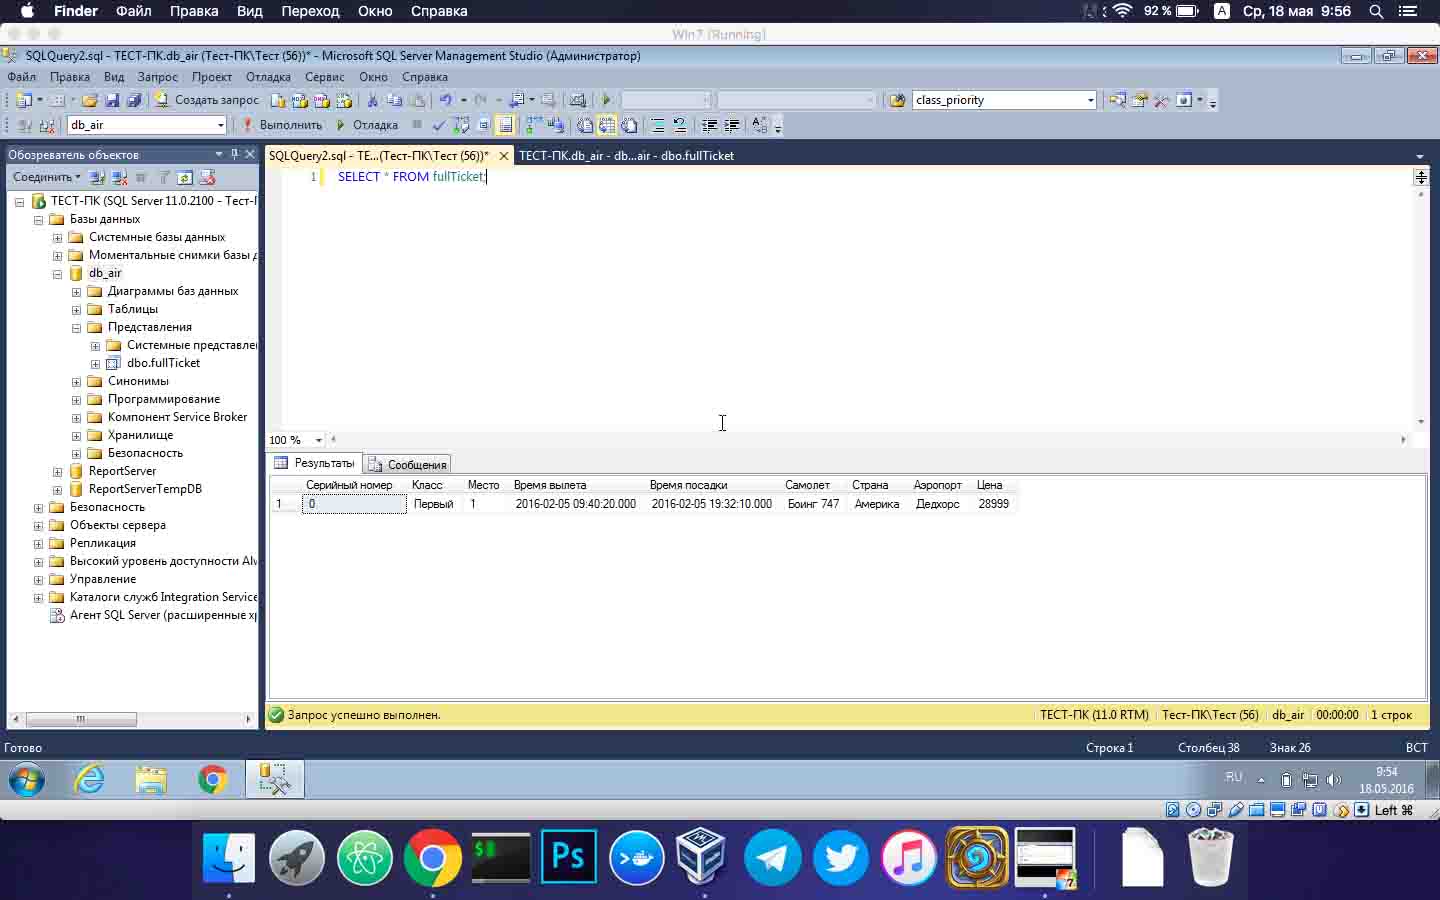 Finder Файл Правка Вид Переход Окно Справка 92 % A Ср, 18 мая 9:56
Win7 (Running)
SQLQuery2.sql - ТЕСТ-ПК.db_air (Тест-ПК\Тест (56))* - Microsoft SQL Server Management Studio (Администратор)
Файл Правка Вид Запрос Проект Отладка Сервис Окно Справка
Создать запрос class_priority
db_air Выполнить Отладка
Обозреватель объектов
SQLQuery2.sql - ТЕ...(Тест-ПК\Тест (56))* ТЕСТ-ПК.db_air - db...air - dbo.fullTicket
Соединить
1 SELECT * FROM fullTicket;
ТЕСТ-ПК (SQL Server 11.0.2100 - Тест-П
Базы данных
Системные базы данных
Моментальные снимки базы д
db_air
Диаграммы баз данных
Таблицы
Представления
Системные представле
dbo.fullTicket
Синонимы
Программирование
Компонент Service Broker
Хранилище
Безопасность
ReportServer
ReportServerTempDB
Безопасность
Объекты сервера
Репликация
Высокий уровень доступности Alw
Управление
Каталоги служб Integration Service
Агент SQL Server (расширенные хр
100 %
Результаты Сообщения
Серийный номер Класс Место Время вылета Время посадки Самолет Страна Аэропорт Цена
1 0 Первый 1 2016-02-05 09:40:20.000 2016-02-05 19:32:10.000 Боинг 747 Америка Дедхорс 28999
Запрос успешно выполнен. ТЕСТ-ПК (11.0 RTM) Тест-ПК\Тест (56) db_air 00:00:00 1 строк
Готово Строка 1 Столбец 38 Знак 26 ВСТ
RU 9:54
18.05.2016
Left ⌘
$
Ps
7